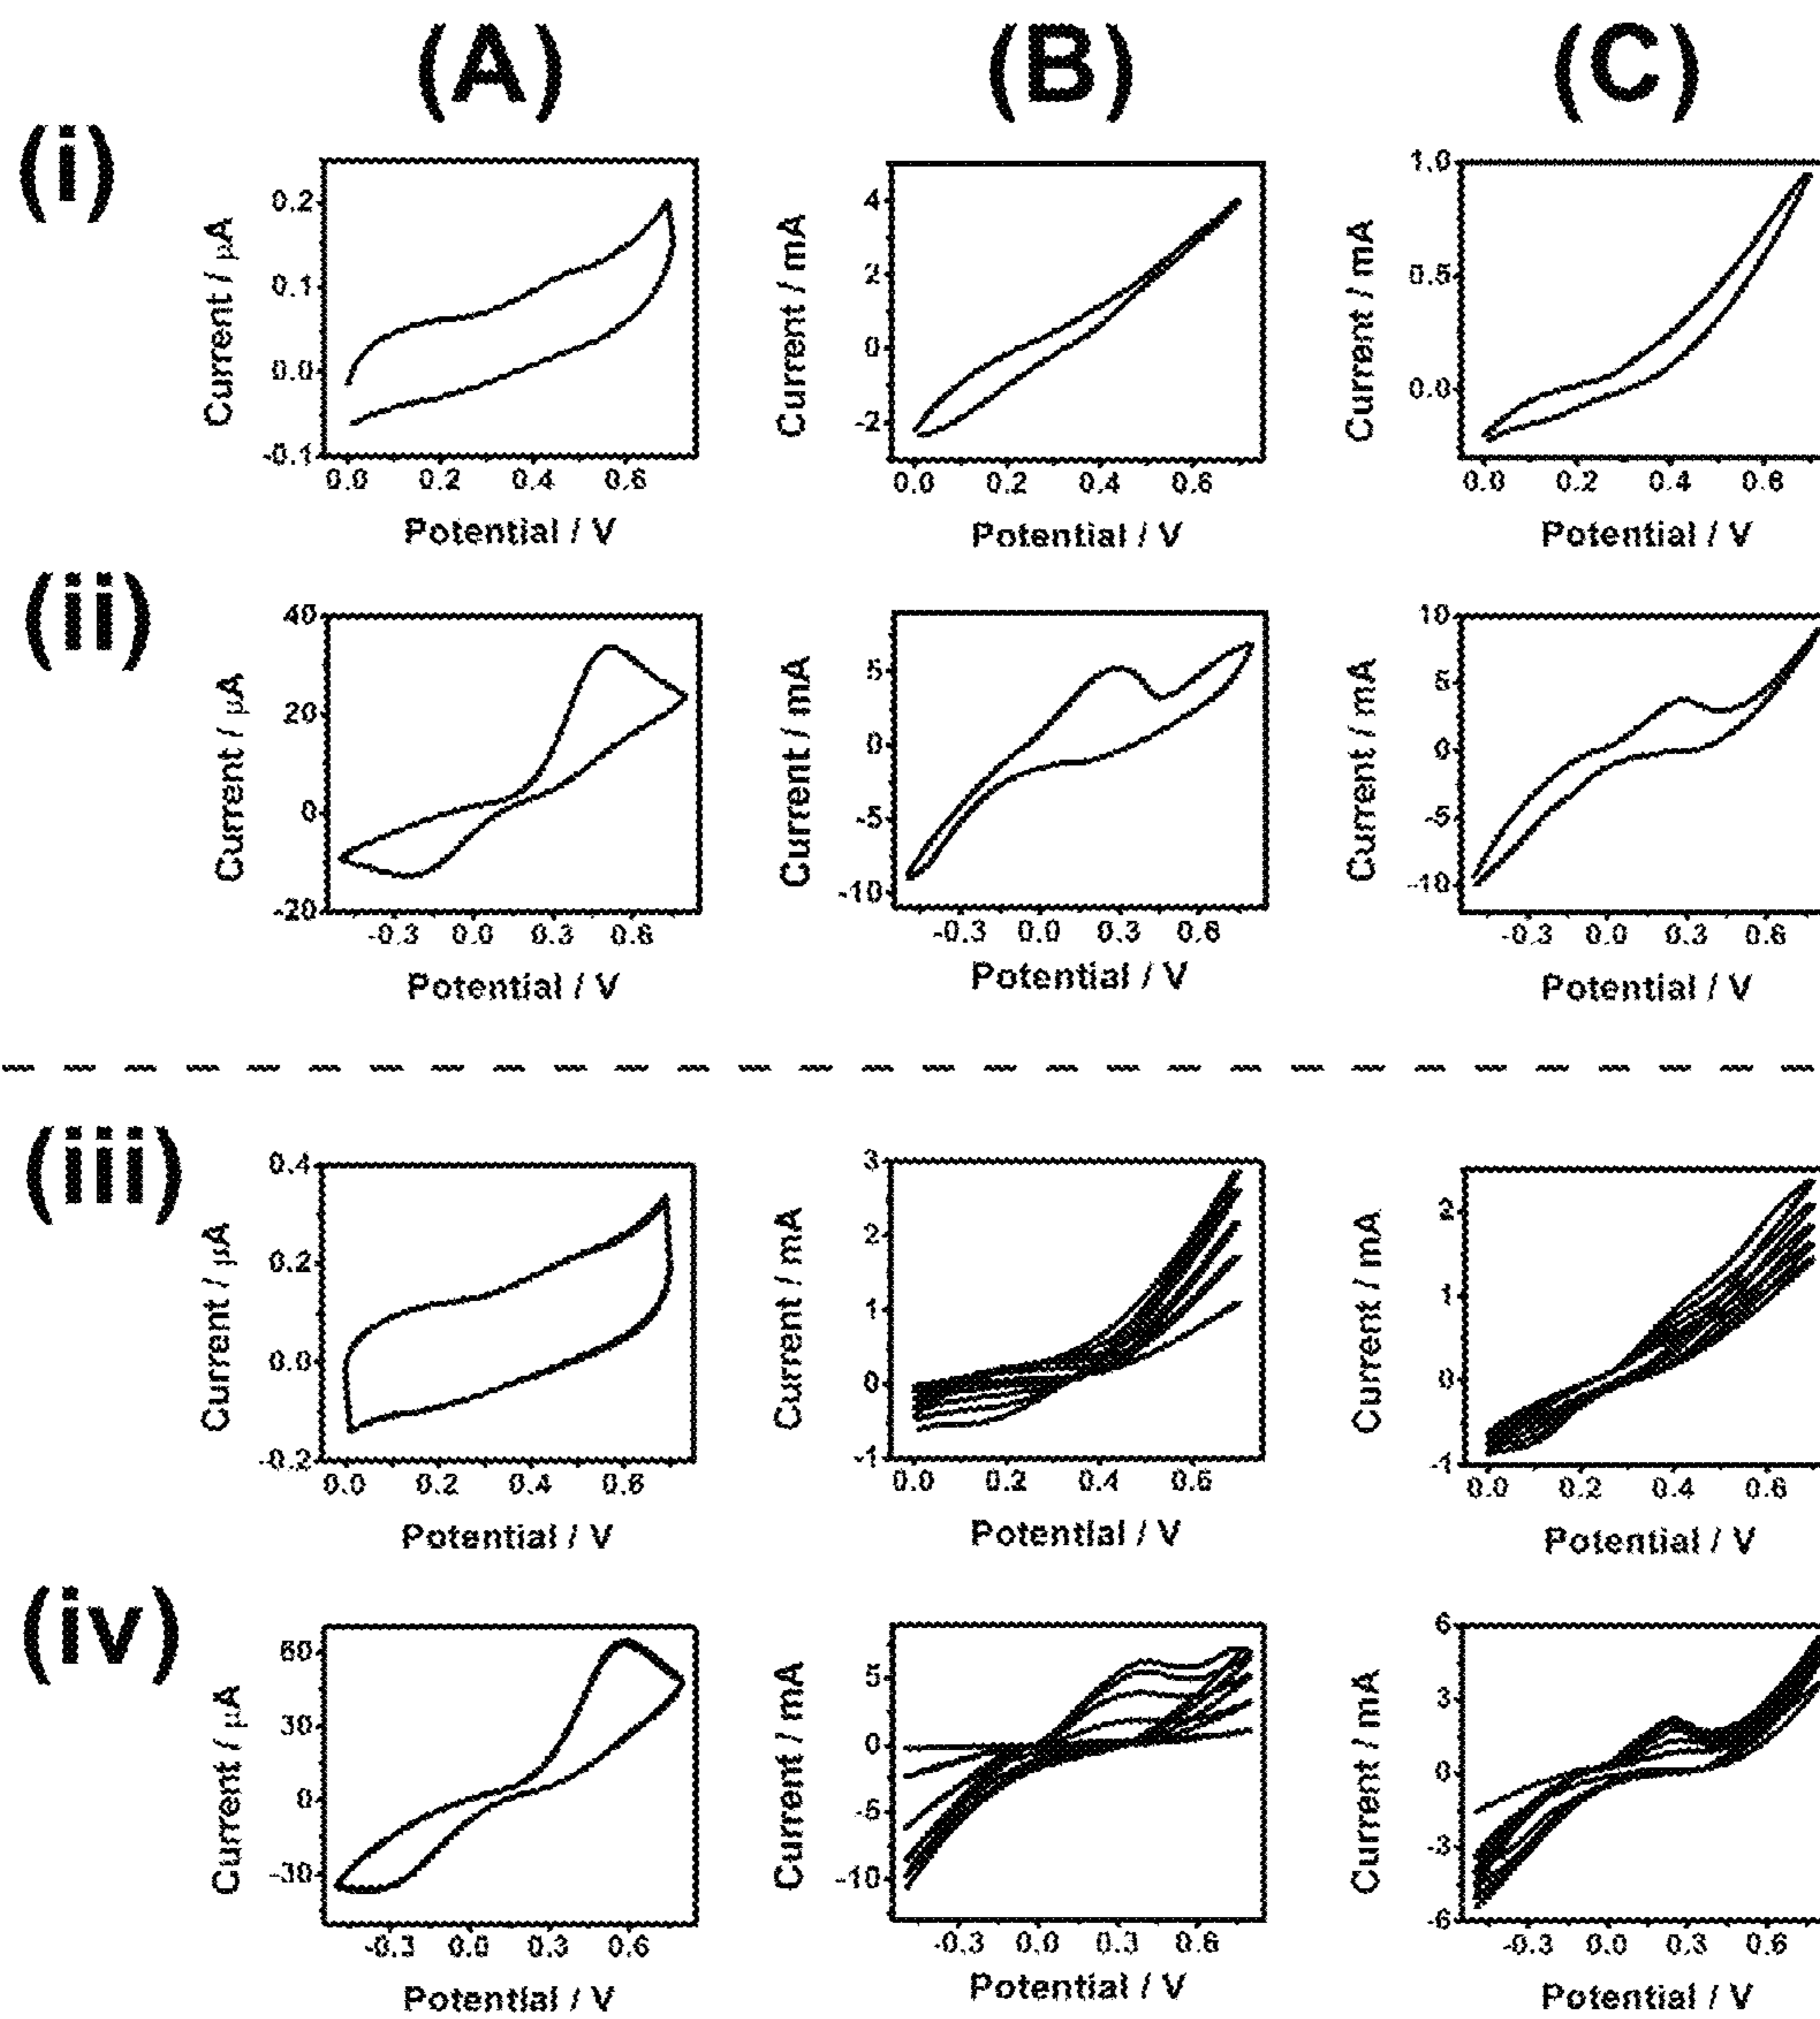 (A) (B) (C)
(i)
Current / µA
0.2
0.1
0.0
-0.1
0.0 0.2 0.4 0.6
Potential / V
Current / mA
4
2
0
-2
0.0 0.2 0.4 0.6
Potential / V
Current / mA
1.0
0.5
0.0
0.0 0.2 0.4 0.6
Potential / V
(ii)
Current / µA
40
20
0
-20
-0.3 0.0 0.3 0.6
Potential / V
Current / mA
5
0
-5
-10
-0.3 0.0 0.3 0.6
Potential / V
Current / mA
10
5
0
-5
-10
-0.3 0.0 0.3 0.6
Potential / V
(iii)
Current / µA
0.4
0.2
0.0
-0.2
0.0 0.2 0.4 0.6
Potential / V
Current / mA
3
2
1
0
-1
0.0 0.2 0.4 0.6
Potential / V
Current / mA
2
1
0
-1
0.0 0.2 0.4 0.6
Potential / V
(iv)
Current / µA
60
30
0
-30
-0.3 0.0 0.3 0.6
Potential / V
Current / mA
5
0
-5
-10
-0.3 0.0 0.3 0.6
Potential / V
Current / mA
6
3
0
-3
-6
-0.3 0.0 0.3 0.6
Potential / V